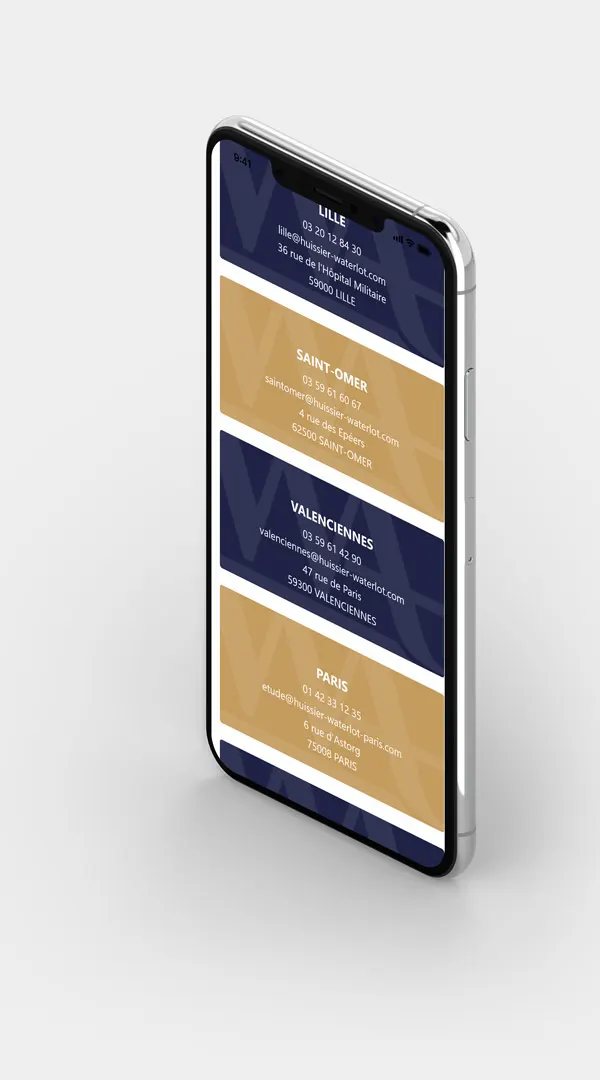 9:41
LILLE
03 20 12 84 30
lille@huissier-waterlot.com
36 rue de l'Hôpital Militaire
59000 LILLE
SAINT-OMER
03 59 61 60 67
saintomer@huissier-waterlot.com
4 rue des Epéers
62500 SAINT-OMER
VALENCIENNES
03 59 61 42 90
valenciennes@huissier-waterlot.com
47 rue de Paris
59300 VALENCIENNES
PARIS
01 42 33 12 35
etude@huissier-waterlot-paris.com
6 rue d'Astorg
75008 PARIS